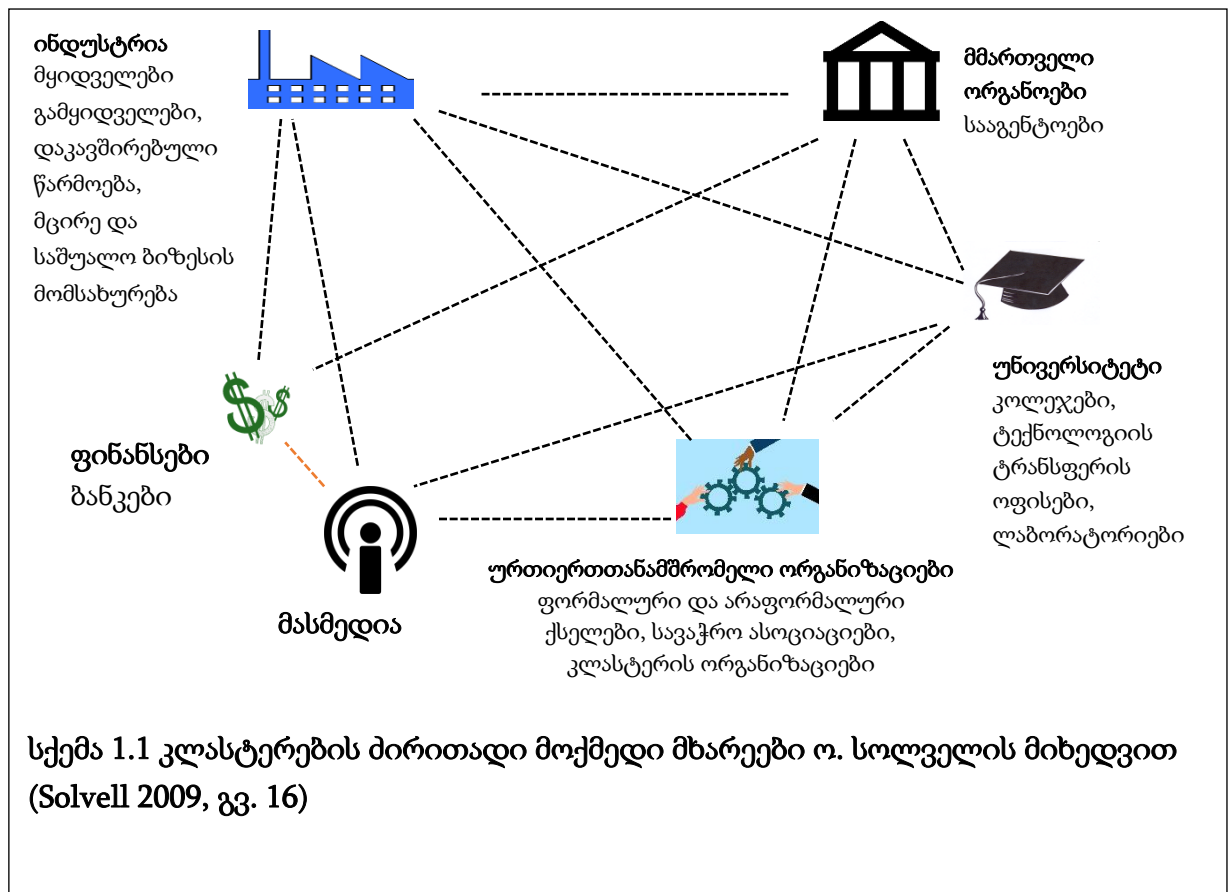 ინდუსტრია
მყიდველები
გამყიდველები,
დაკავშირებული
წარმოება,
მცირე და
საშუალო ბიზესის
მომსახურება
მმართველი
ორგანოები
სააგენტოები
უნივერსიტეტი
კოლეჯები,
ტექნოლოგიის
ტრანსფერის
ოფისები,
ლაბორატორიები
$
$
ფინანსები
ბანკები
მასმედია
ურთიერთთანამშრომელი ორგანიზაციები
ფორმალური და არაფორმალური
ქსელები, სავაჭრო ასოციაციები,
კლასტერის ორგანიზაციები
სქემა 1.1 კლასტერების ძირითადი მოქმედი მხარეები ო. სოლველის მიხედვით
(Solvell 2009, გვ. 16)